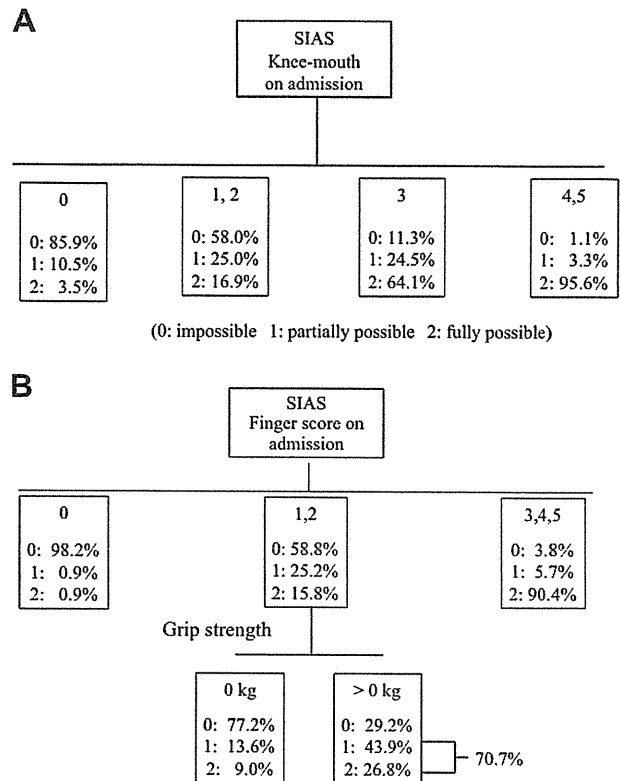 A
SIAS
Knee-mouth
on admission
0
0: 85.9%
1: 10.5%
2: 3.5%
1, 2
0: 58.0%
1: 25.0%
2: 16.9%
3
0: 11.3%
1: 24.5%
2: 64.1%
4,5
0: 1.1%
1: 3.3%
2: 95.6%
(0: impossible 1: partially possible 2: fully possible)
B
SIAS
Finger score on
admission
0
0: 98.2%
1: 0.9%
2: 0.9%
1,2
0: 58.8%
1: 25.2%
2: 15.8%
3,4,5
0: 3.8%
1: 5.7%
2: 90.4%
Grip strength
0 kg
0: 77.2%
1: 13.6%
2: 9.0%
> 0 kg
0: 29.2%
1: 43.9%
2: 26.8%
70.7%